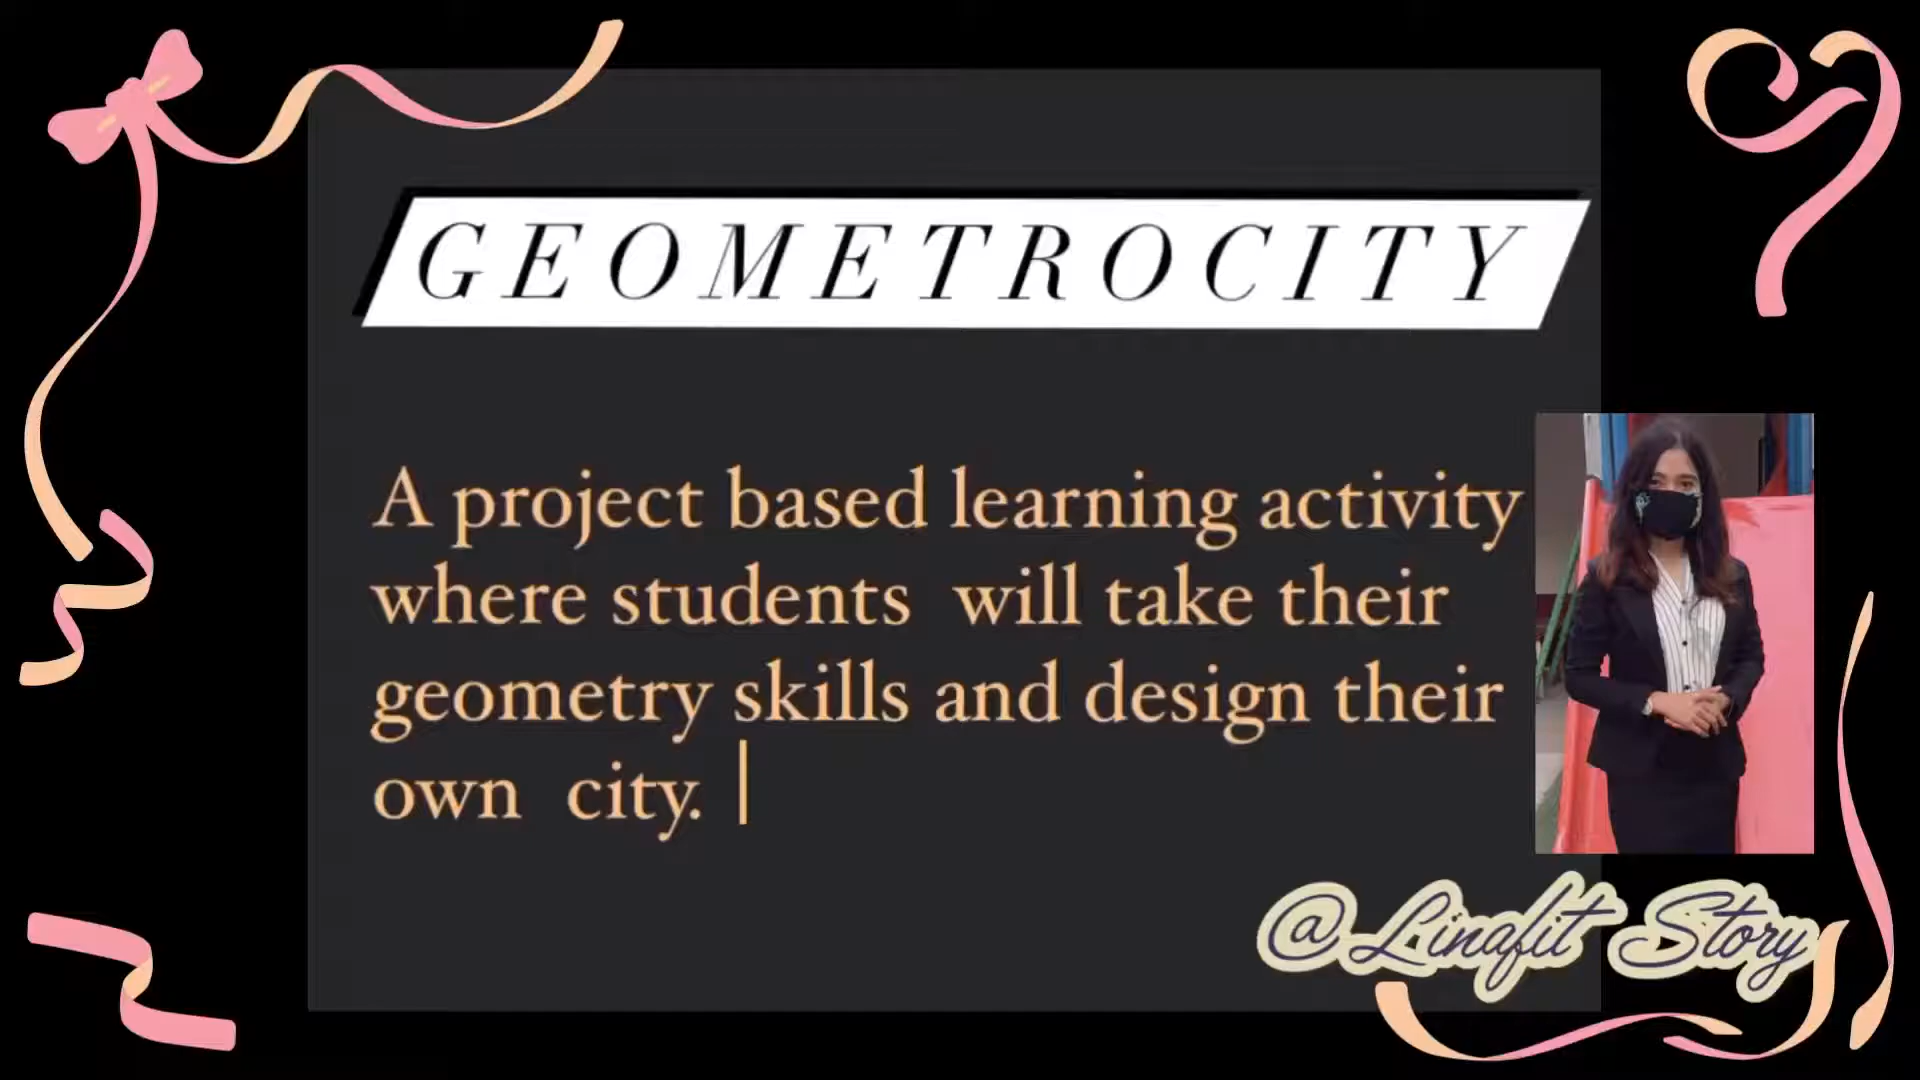 GEOMETROCITY
A project based learning activity
where students will take their
geometry skills and design their
own city.
@Linafit Story